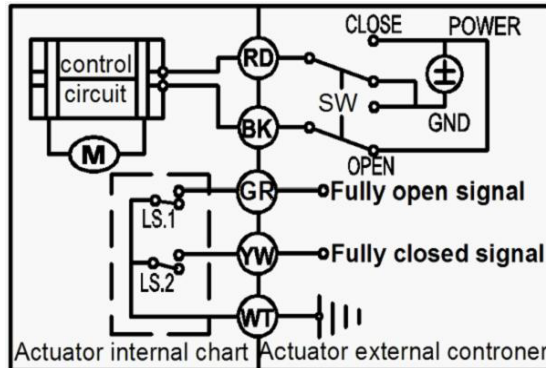 CLOSE POWER
control RD
circuit SW
GND
BK
M OPEN
GR Fully open signal
LS.1
YW Fully closed signal
LS.2
WT
Actuator internal chart Actuator external controner